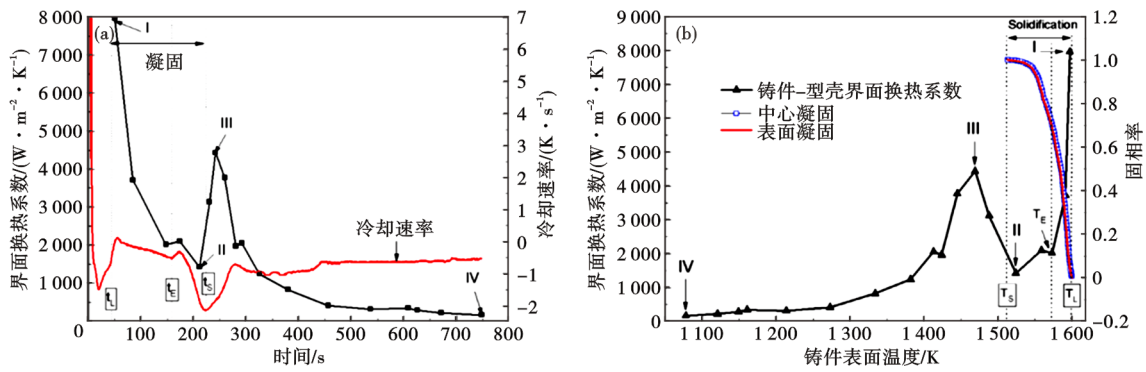 (a)
界面换热系数/(W·m⁻²·K⁻¹)
8 000
7 000
6 000
5 000
4 000
3 000
2 000
1 000
0
100
200
300
400
500
600
700
800
时间/s
7
6
5
4
3
2
1
0
-1
-2
冷却速率/(K·s⁻¹)
I
凝固
III
II
冷却速率
IV
tL
tE
tS
(b)
界面换热系数/(W·m⁻²·K⁻¹)
9 000
8 000
7 000
6 000
5 000
4 000
3 000
2 000
1 000
0
1 100
1 200
1 300
1 400
1 500
1 600
铸件表面温度/K
1.2
1.0
0.8
0.6
0.4
0.2
0
-0.2
固相率
Solidification
I
铸件-型壳界面换热系数
中心凝固
表面凝固
III
II
TE
IV
TS
TL